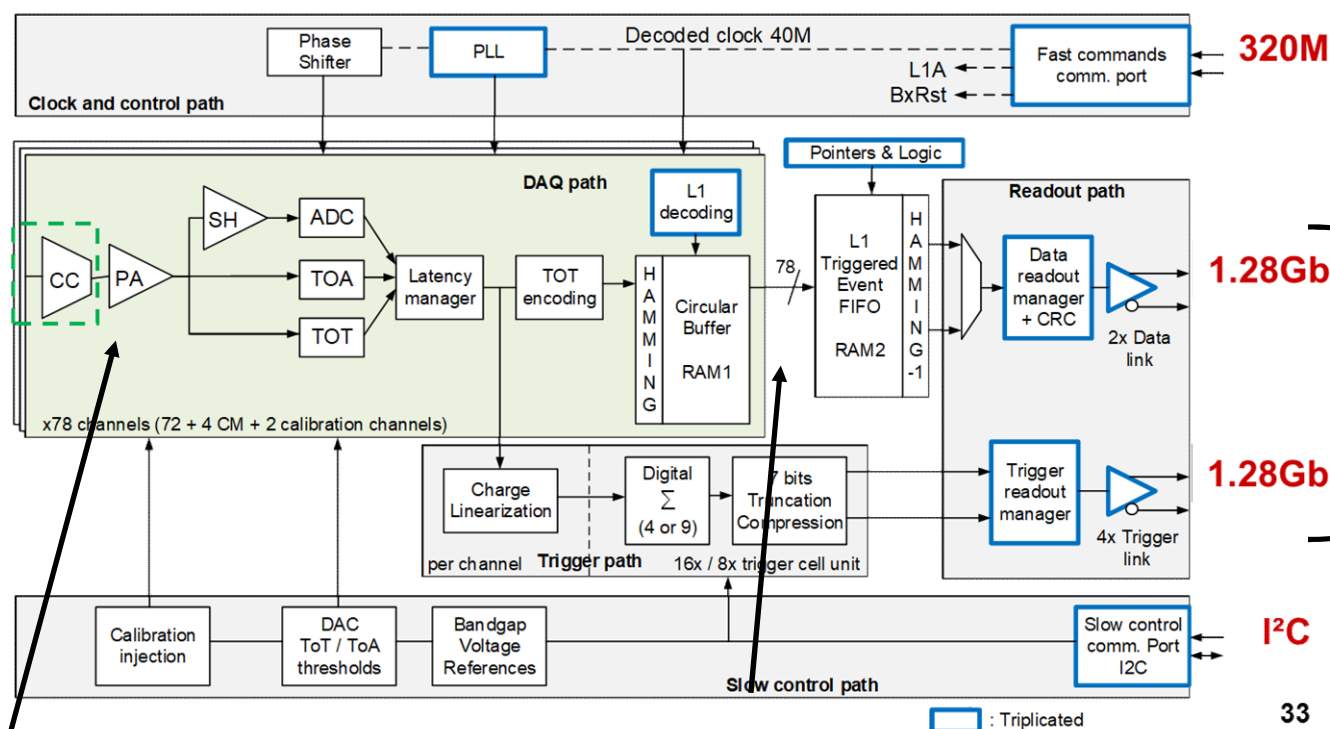 Phase
Shifter
PLL
Decoded clock 40M
Fast commands
comm. port
320M
L1A
BxRst
Clock and control path
Pointers & Logic
DAQ path
L1
decoding
Readout path
SH
ADC
CC
PA
TOA
TOT
Latency
manager
TOT
encoding
HAMMING
Circular
Buffer
RAM1
78
L1
Triggered
Event
FIFO
RAM2
HAMMING-1
Data
readout
manager
+ CRC
2x Data
link
1.28Gb
x78 channels (72 + 4 CM + 2 calibration channels)
Charge
Linearization
Digital
Σ
(4 or 9)
7 bits
Truncation
Compression
Trigger
readout
manager
4x Trigger
link
1.28Gb
per channel
Trigger path
16x / 8x trigger cell unit
Calibration
injection
DAC
ToT / ToA
thresholds
Bandgap
Voltage
References
Slow control
comm. Port
I2C
I²C
Slow control path
: Triplicated
33